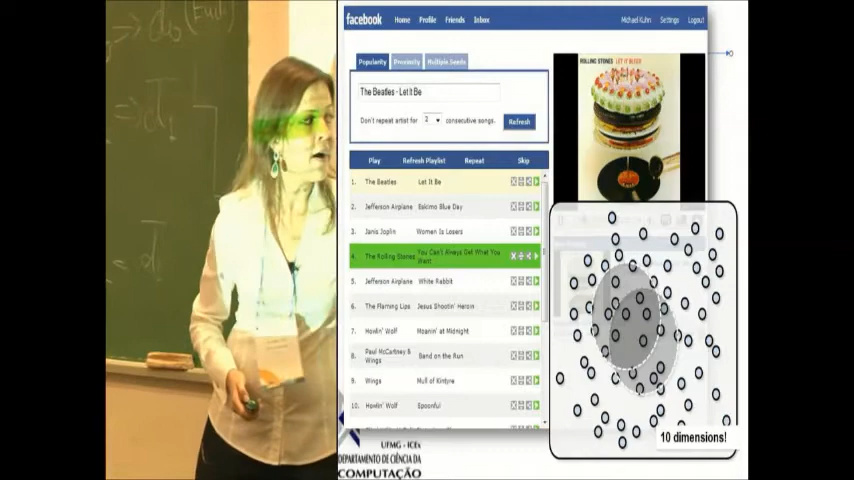 facebook Home Profile Friends Inbox Michael Kuhn Settings Logout
Popularity Proximity Multiple Seeds
The Beatles - Let It Be
Don't repeat artist for 2 consecutive songs. Refresh
ROLLING STONES LET IT BLEED
Play Refresh Playlist Repeat Skip
1. The Beatles Let It Be
2. Jefferson Airplane Eskimo Blue Day
3. Janis Joplin Women Is Losers
4. The Rolling Stones You Can't Always Get What You
Want
5. Jefferson Airplane White Rabbit
6. The Flaming Lips Jesus Shootin' Heroin
7. Howlin' Wolf Moanin' at Midnight
8. Paul McCartney &
Wings Band on the Run
9. Wings Mull of Kintyre
10. Howlin' Wolf Spoonful
10 dimensions!
UFMG - ICEx
DEPARTAMENTO DE CIÊNCIA DA
COMPUTAÇÃO